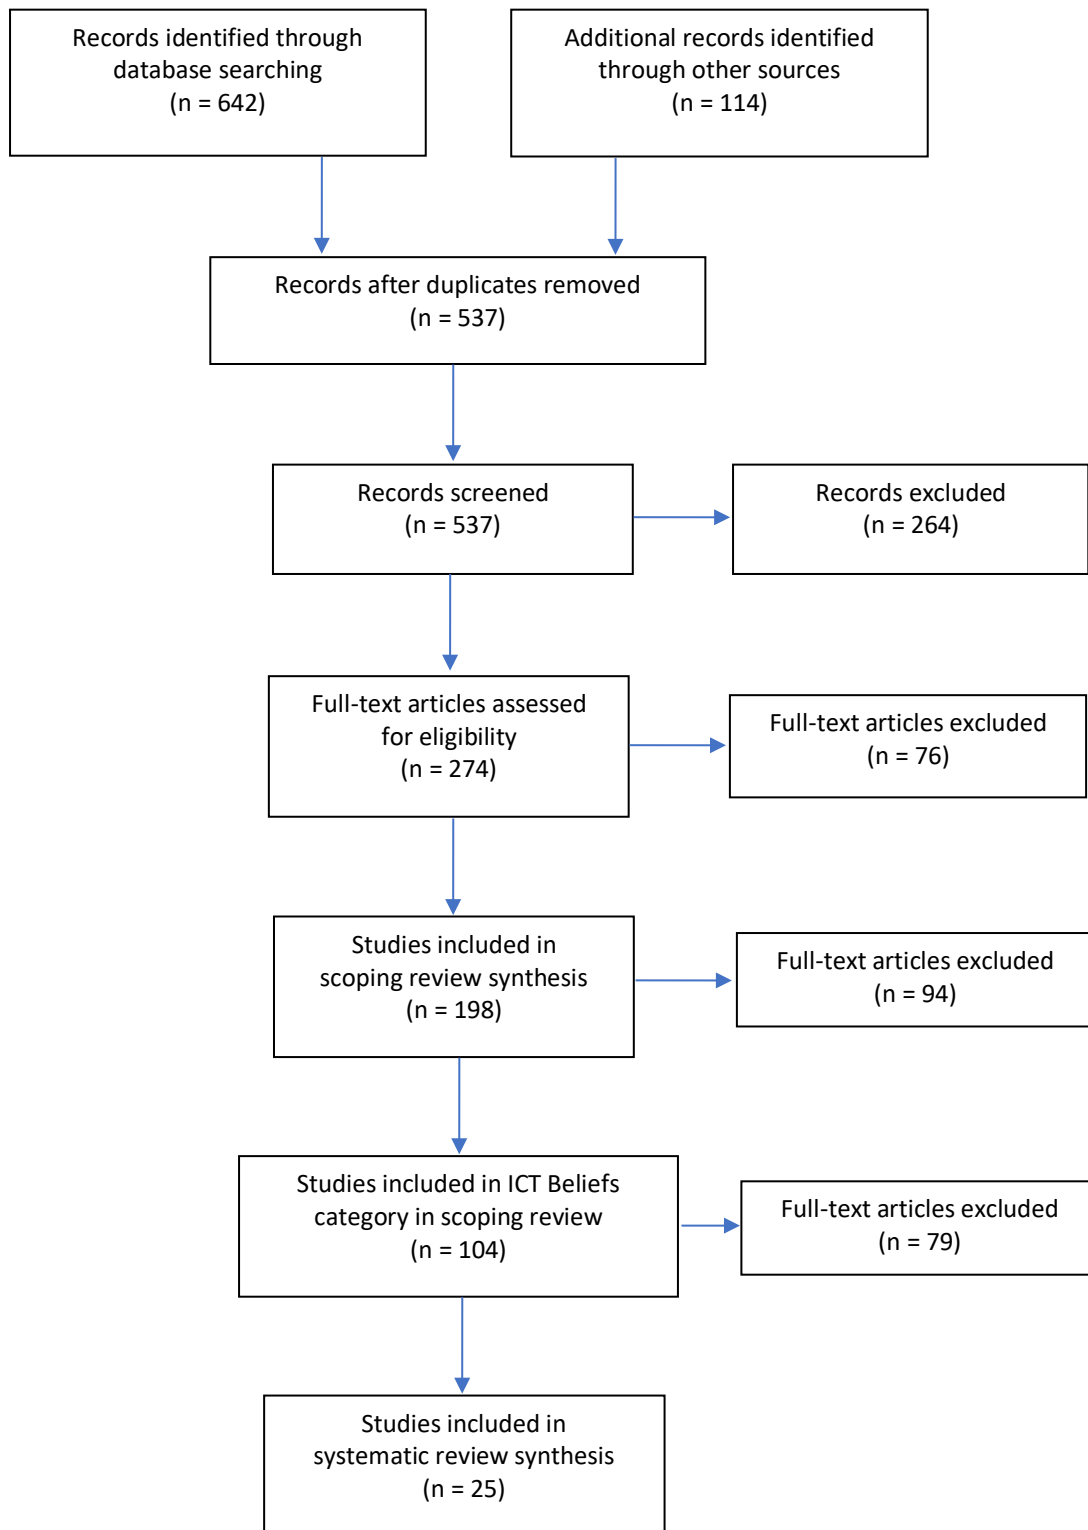 Records identified through
database searching
(n = 642)
Additional records identified
through other sources
(n = 114)
Records after duplicates removed
(n = 537)
Records screened
(n = 537)
Records excluded
(n = 264)
Full-text articles assessed
for eligibility
(n = 274)
Full-text articles excluded
(n = 76)
Studies included in
scoping review synthesis
(n = 198)
Full-text articles excluded
(n = 94)
Studies included in ICT Beliefs
category in scoping review
(n = 104)
Full-text articles excluded
(n = 79)
Studies included in
systematic review synthesis
(n = 25)